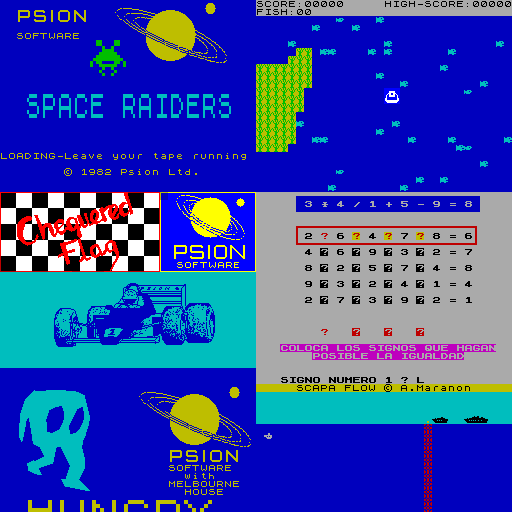 PSION
SOFTWARE
SPACE RAIDERS
LOADING-Leave your tape running
© 1982 Psion Ltd.
SCORE:00000 HIGH-SCORE:00000
FISH:00
Chequered
Flag
PSION
SOFTWARE
PSION
1
3 + 4 / 1 + 5 - 9 = 8
2 ? 6 ? 4 ? 7 ? 8 = 6
4 ? 6 ? 9 ? 3 ? 2 = 7
8 ? 2 ? 5 ? 7 ? 4 = 8
9 ? 3 ? 2 ? 4 ? 1 = 4
2 ? 7 ? 3 ? 9 ? 2 = 1
? ? ? ?
COLOCA LOS SIGNOS QUE HAGAN
POSIBLE LA IGUALDAD
SIGNO NUMERO 1 ? L
PSION
SOFTWARE
with
MELBOURNE
HOUSE
HUNGRY
SCAPA FLOW © A.Maranon